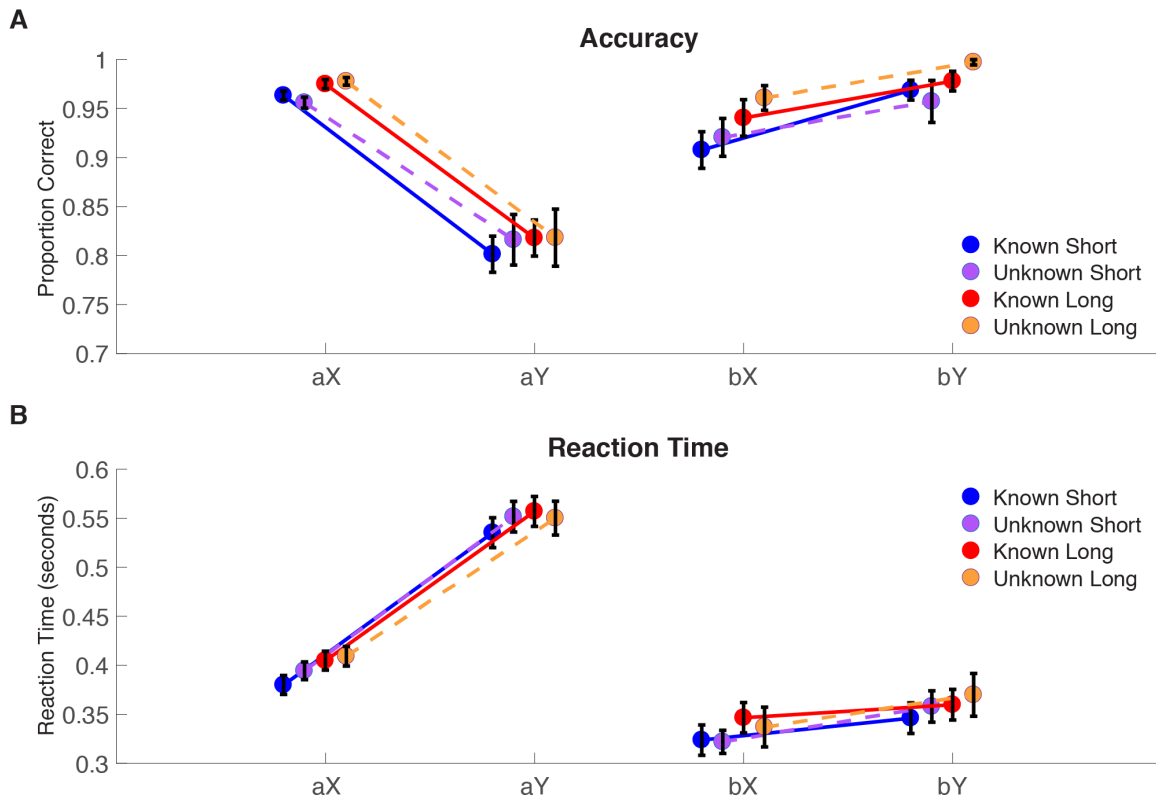 A
Accuracy
Proportion Correct
1
0.95
0.9
0.85
0.8
0.75
0.7
aX
aY
bX
bY
Known Short
Unknown Short
Known Long
Unknown Long
B
Reaction Time
Reaction Time (seconds)
0.6
0.55
0.5
0.45
0.4
0.35
0.3
aX
aY
bX
bY
Known Short
Unknown Short
Known Long
Unknown Long